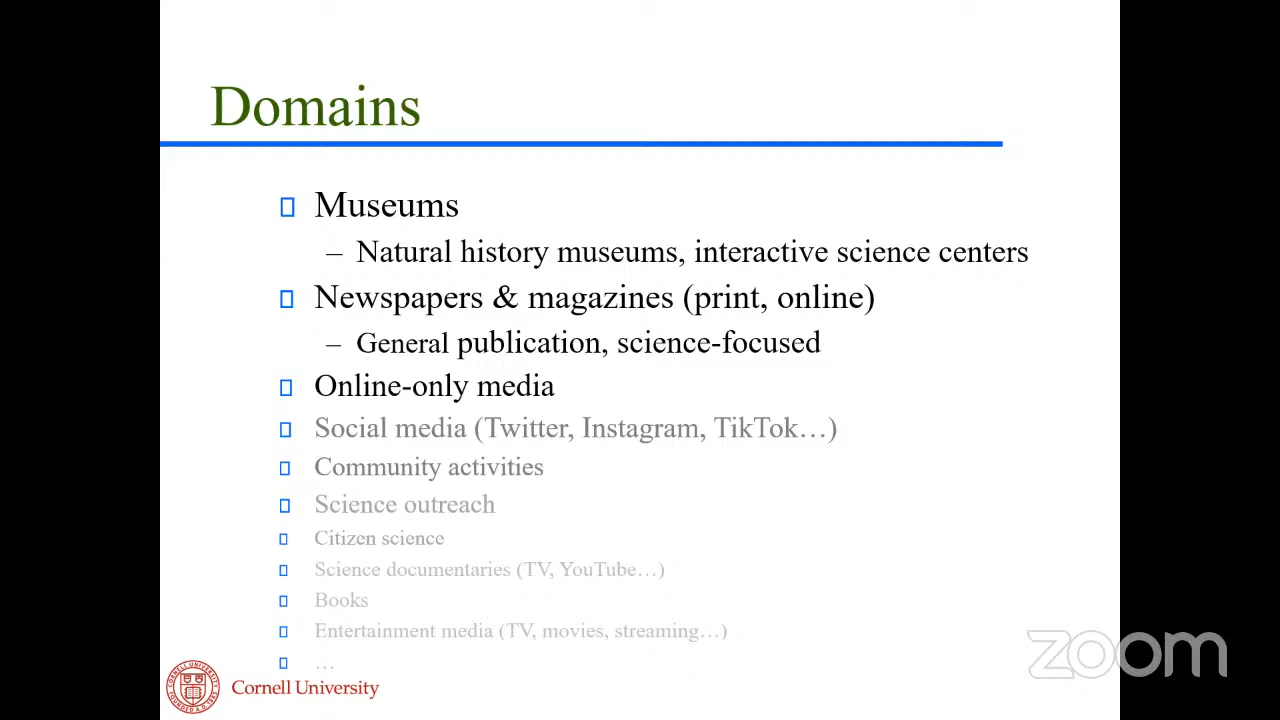 Domains
Museums
– Natural history museums, interactive science centers
Newspapers & magazines (print, online)
– General publication, science-focused
Online-only media
Social media (Twitter, Instagram, TikTok…)
Community activities
Science outreach
Citizen science
Science documentaries (TV, YouTube…)
Books
Entertainment media (TV, movies, streaming…)
…
Cornell University
zoom